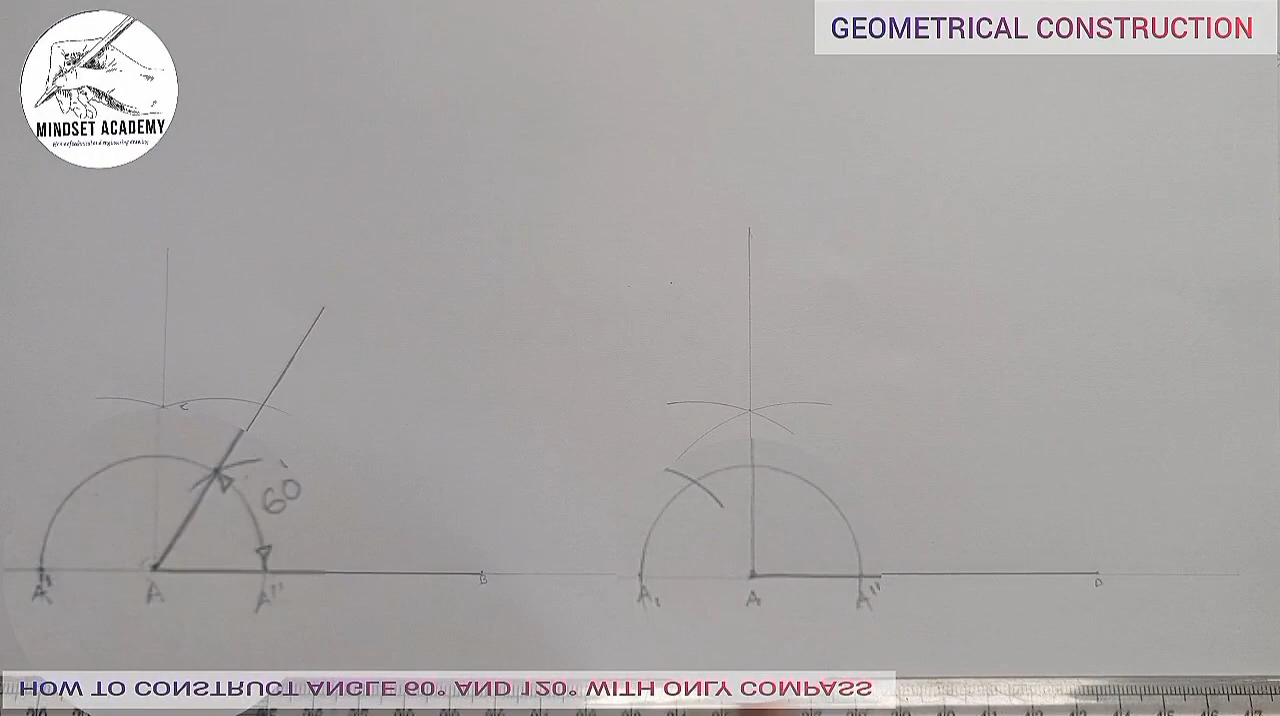 GEOMETRICAL CONSTRUCTION
MINDSET ACADEMY
C
60
A'
A
A''
B
A
A''
HOW TO CONSTRUCT ANGLE 60° AND 120° WITH ONLY COMPASS